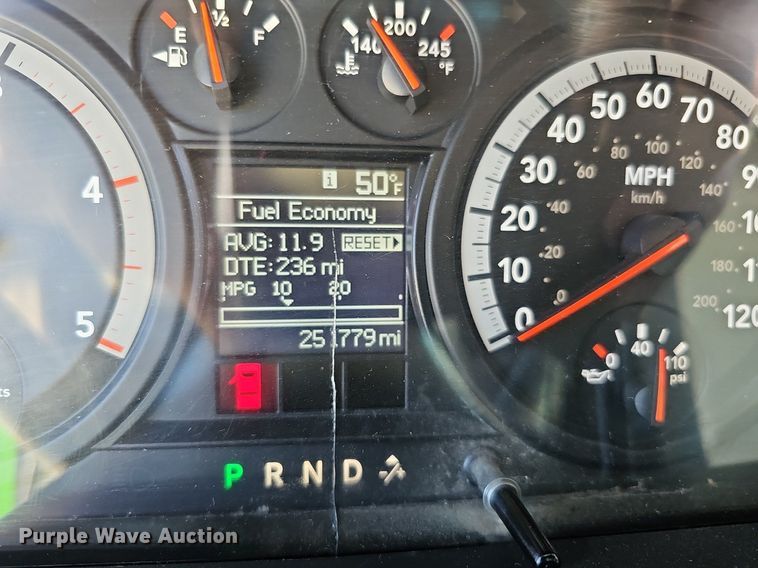 E ½ F
140 200 245
°F
i 50°F
Fuel Economy
AVG: 11.9 RESET
DTE: 236 mi
MPG 10 20
251779mi
4
5
0 10 20 30 40 50 60 70 80
120
MPH
km/h
0 20 40 60 80 100 120 140 160 180 200
0 40 110
psi
P R N D
Purple Wave Auction